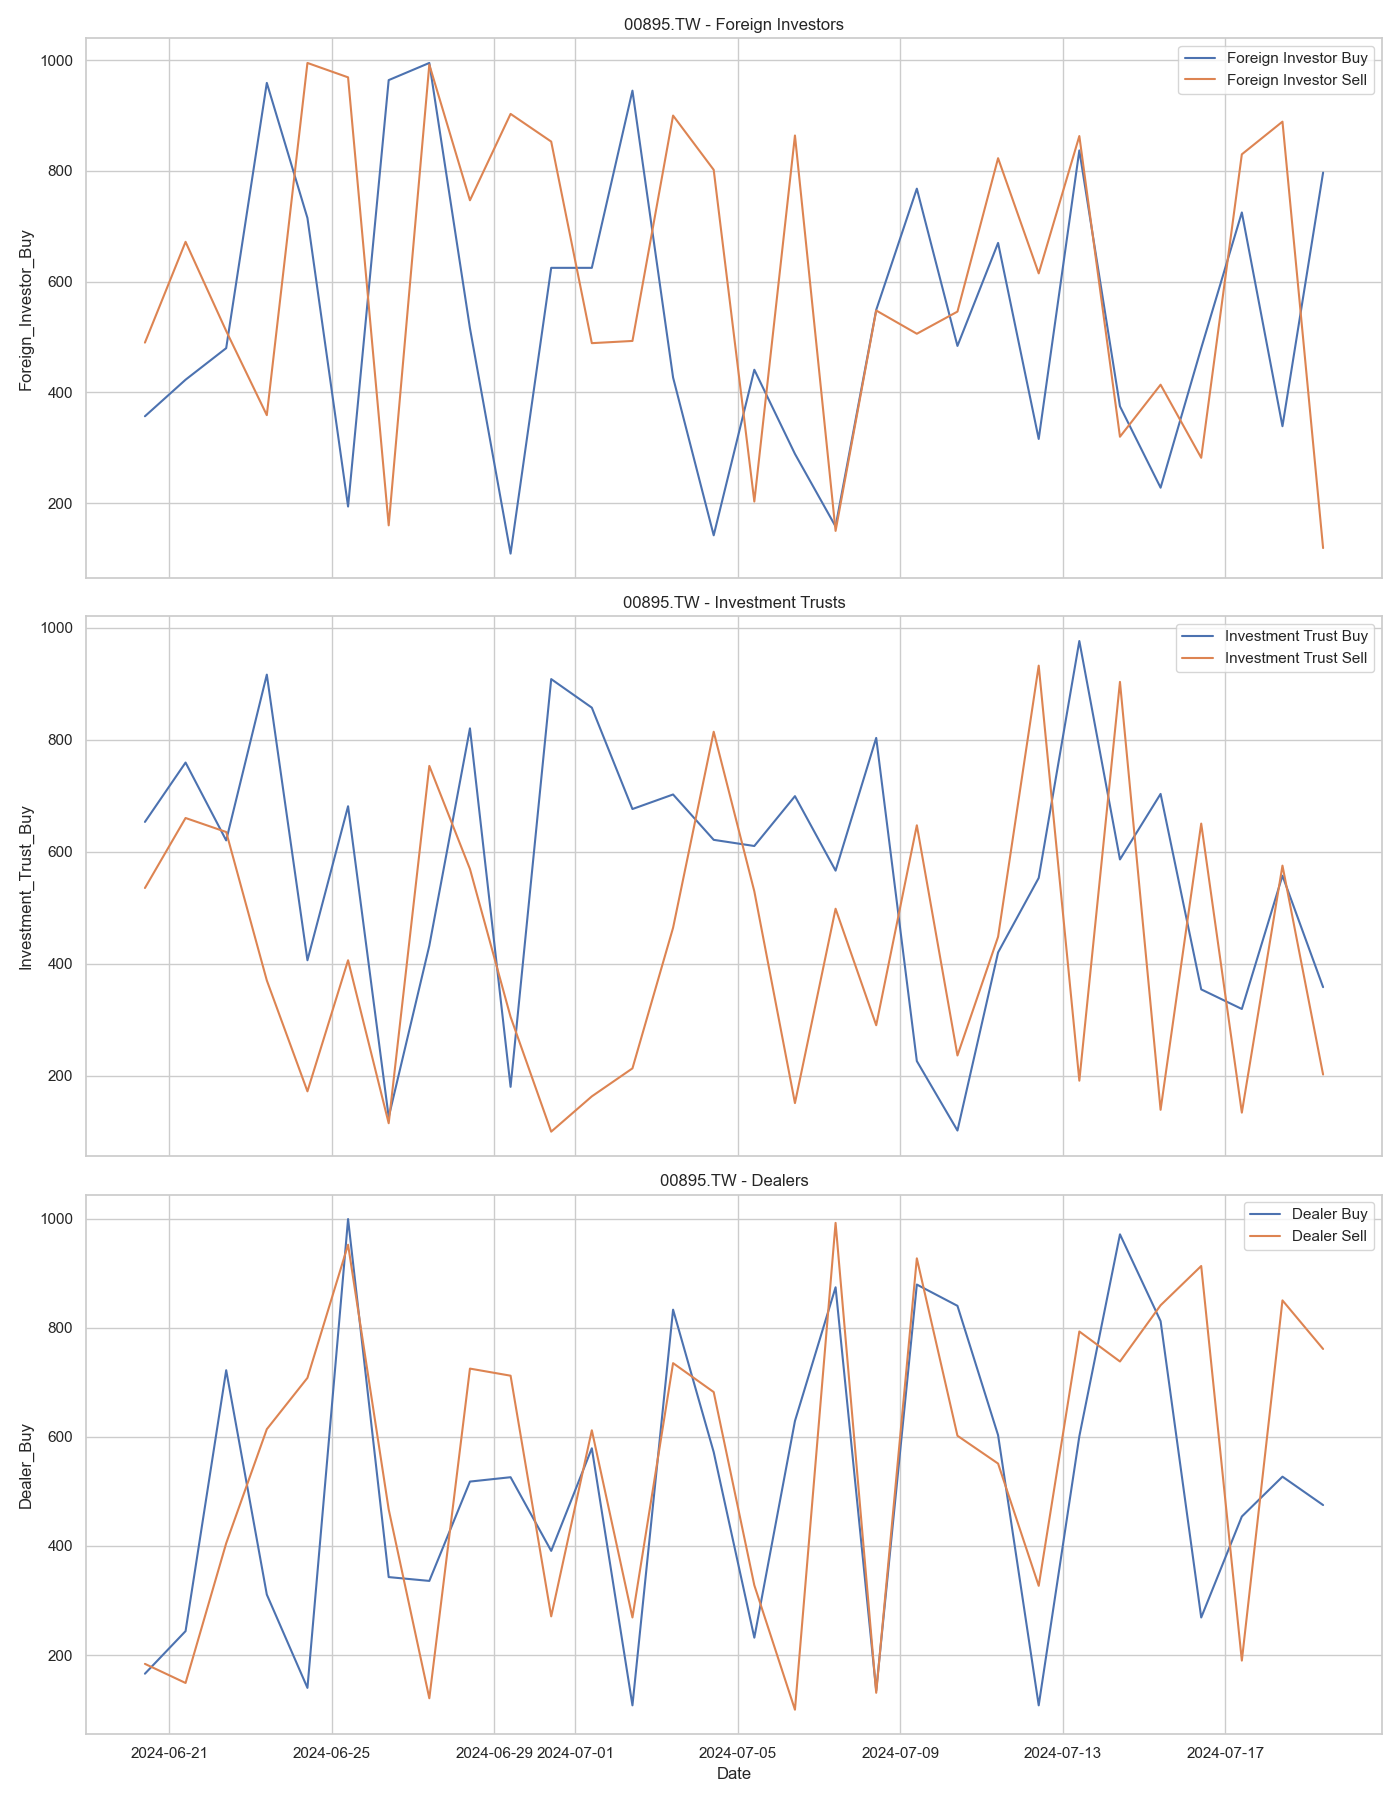 00895.TW - Foreign Investors
Foreign_Investor_Buy
1000
800
600
400
200
Foreign Investor Buy
Foreign Investor Sell
00895.TW - Investment Trusts
Investment_Trust_Buy
1000
800
600
400
200
Investment Trust Buy
Investment Trust Sell
00895.TW - Dealers
Dealer_Buy
1000
800
600
400
200
Dealer Buy
Dealer Sell
2024-06-21 2024-06-25 2024-06-29 2024-07-01 2024-07-05 2024-07-09 2024-07-13 2024-07-17
Date